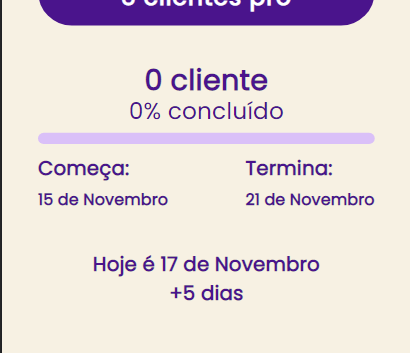 0 cliente
0% concluído
Começa:
Termina:
15 de Novembro
21 de Novembro
Hoje é 17 de Novembro
+5 dias